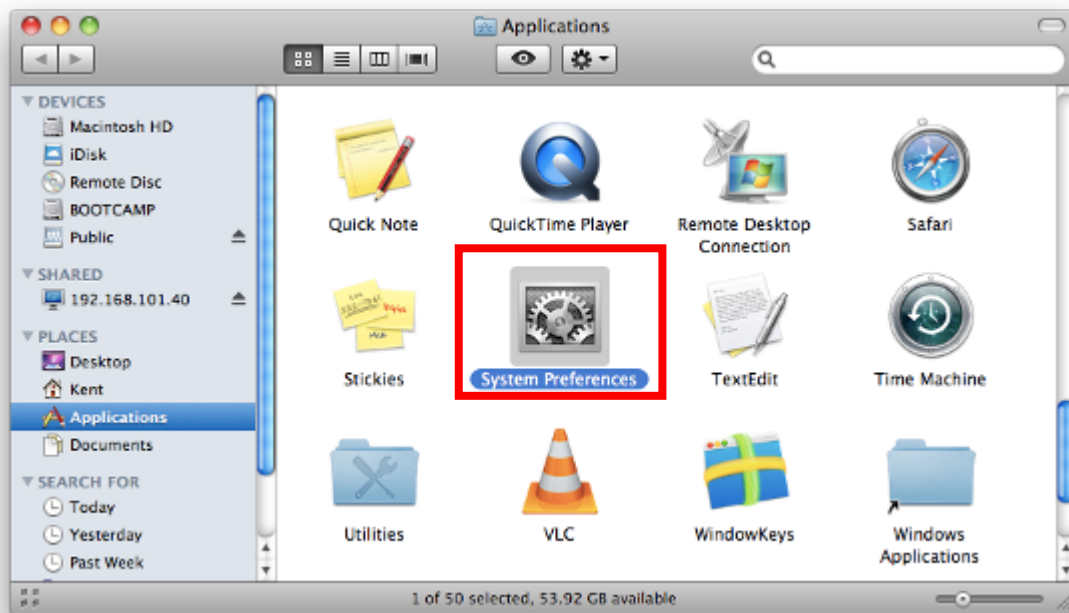 Applications
DEVICES
Macintosh HD
iDisk
Remote Disc
BOOTCAMP
Public
SHARED
192.168.101.40
PLACES
Desktop
Kent
Applications
Documents
SEARCH FOR
Today
Yesterday
Past Week
Quick Note
QuickTime Player
Remote Desktop
Connection
Safari
Stickies
System Preferences
TextEdit
Time Machine
Utilities
VLC
WindowKeys
Windows
Applications
1 of 50 selected, 53.92 GB available